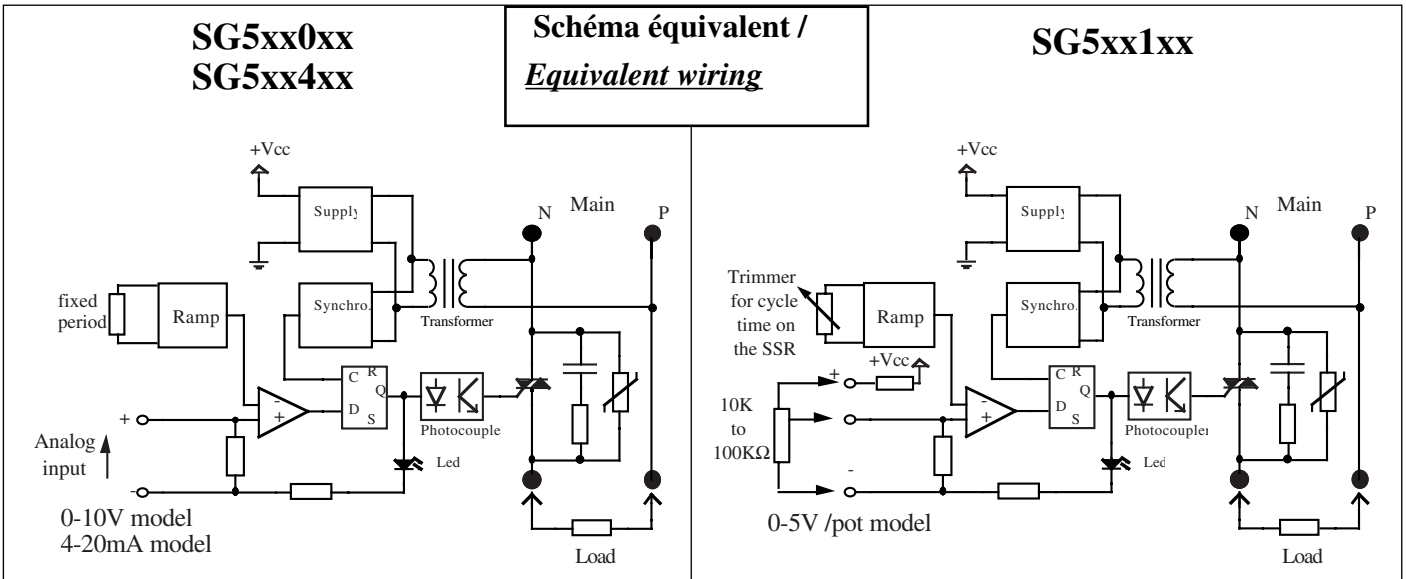 SG5xx0xx
SG5xx4xx
Schéma équivalent /
Equivalent wiring
SG5xx1xx
+Vcc
Supply
N
Main
P
fixed
period
Ramp
Synchro.
Transformer
C
R
Q
D
S
-
+
Photocouple
Led
+
Analog
input
-
0-10V model
4-20mA model
Load
+Vcc
Supply
N
Main
P
Trimmer
for cycle
time on
the SSR
Ramp
Synchro.
Transformer
+Vcc
+
10K
to
100KΩ
-
-
+
C
R
Q
D
S
Photocoupler
Led
0-5V /pot model
Load